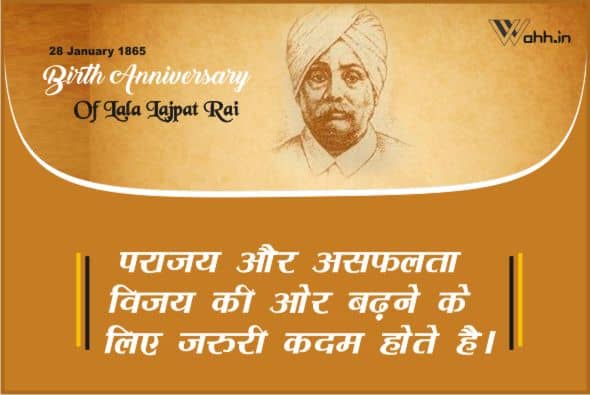 28 January 1865
Birth Anniversary
Of Lala Lajpat Rai
Wahh.in
पराजय और असफलता
विजय की ओर बढ़ने के
लिए जरुरी कदम होते है।